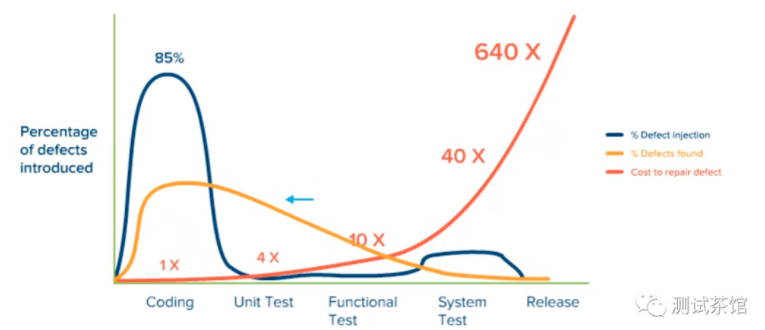 85%
640 X
Percentage
of defects
introduced
% Defect injection
% Defects found
Cost to repair defect
40 X
10 X
4 X
1 X
Coding
Unit Test
Functional
Test
System
Test
Release
测试茶馆